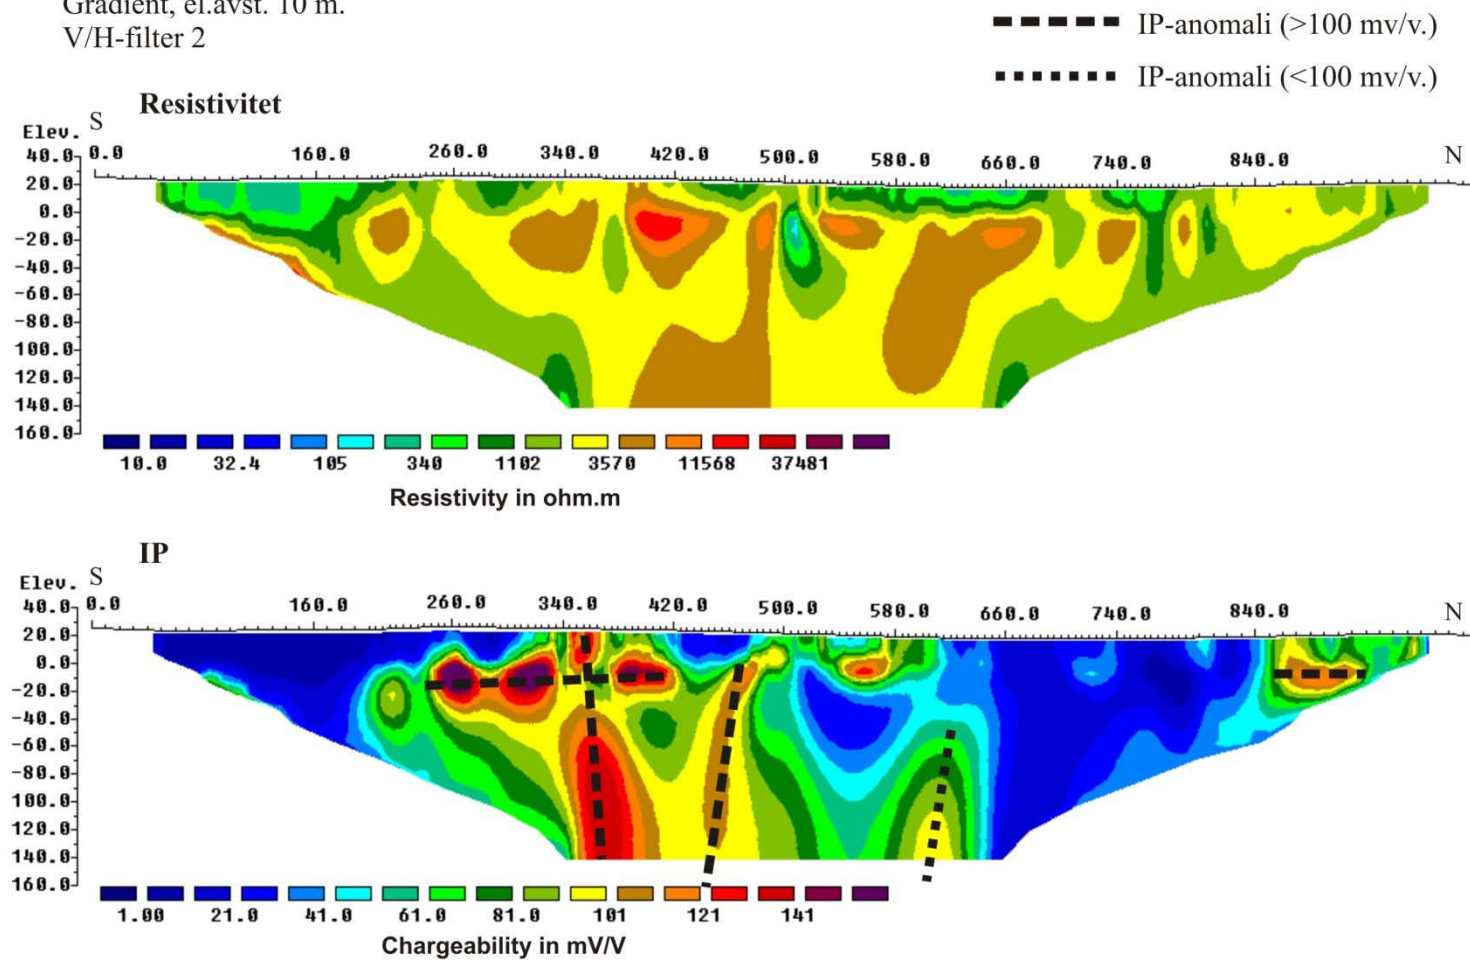 Gradient, el.avst. 10 m.
V/H-filter 2
IP-anomali (>100 mv/v.)
IP-anomali (<100 mv/v.)
Resistivitet
S
Elev.
0.0 160.0 260.0 340.0 420.0 500.0 580.0 660.0 740.0 840.0 N
40.0
20.0
0.0
-20.0
-40.0
-60.0
-80.0
100.0
120.0
140.0
160.0
10.0 32.4 105 340 1102 3570 11568 37481
Resistivity in ohm.m
IP
S
Elev.
0.0 160.0 260.0 340.0 420.0 500.0 580.0 660.0 740.0 840.0 N
40.0
20.0
0.0
-20.0
-40.0
-60.0
-80.0
100.0
120.0
140.0
160.0
1.00 21.0 41.0 61.0 81.0 101 121 141
Chargeability in mV/V